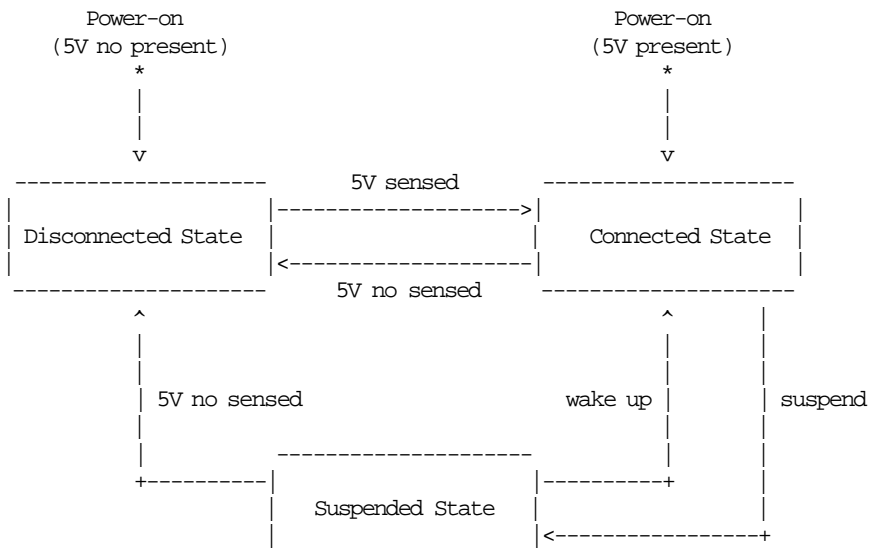 Power-on Power-on
(5V no present) (5V present)
5V sensed
Disconnected State Connected State
5V no sensed
5V no sensed wake up suspend
Suspended State